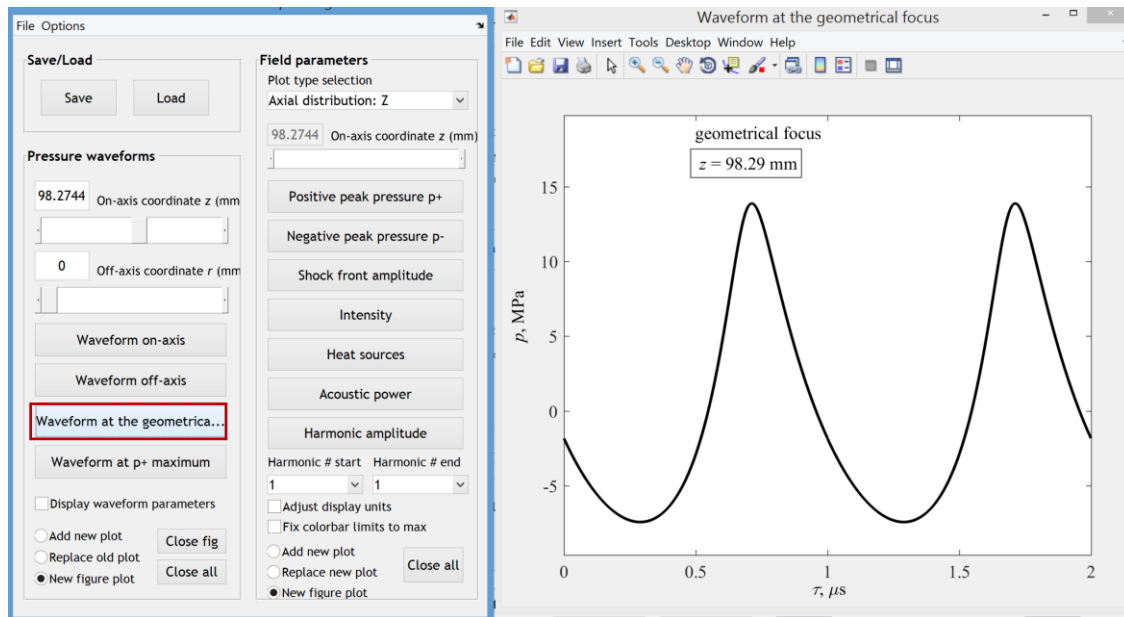 File Options
Save/Load
Save
Load
Pressure waveforms
98.2744 On-axis coordinate z (mm
0 Off-axis coordinate r (mm
Waveform on-axis
Waveform off-axis
Waveform at the geometrica...
Waveform at p+ maximum
Display waveform parameters
Add new plot
Replace old plot
New figure plot
Close fig
Close all
Field parameters
Plot type selection
Axial distribution: Z
98.2744 On-axis coordinate z (mm)
Positive peak pressure p+
Negative peak pressure p-
Shock front amplitude
Intensity
Heat sources
Acoustic power
Harmonic amplitude
Harmonic # start Harmonic # end
1 1
Adjust display units
Fix colorbar limits to max
Add new plot
Replace new plot
New figure plot
Close all
Waveform at the geometrical focus
File Edit View Insert Tools Desktop Window Help
geometrical focus
z = 98.29 mm
15
10
5
0
-5
p, MPa
0 0.5 1 1.5 2
τ, μs